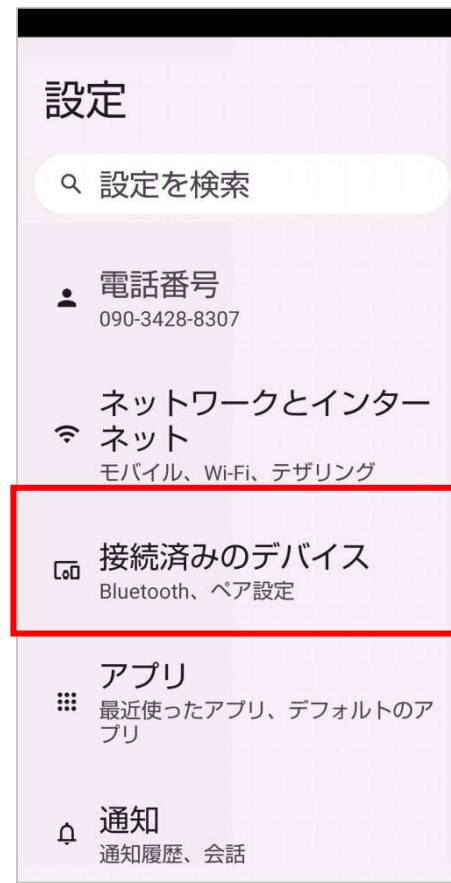 設定
設定を検索
電話番号
090-3428-8307
ネットワークとインター
ネット
モバイル、Wi-Fi、テザリング
接続済みのデバイス
Bluetooth、ペア設定
アプリ
最近使ったアプリ、デフォルトのア
プリ
通知
通知履歴、会話